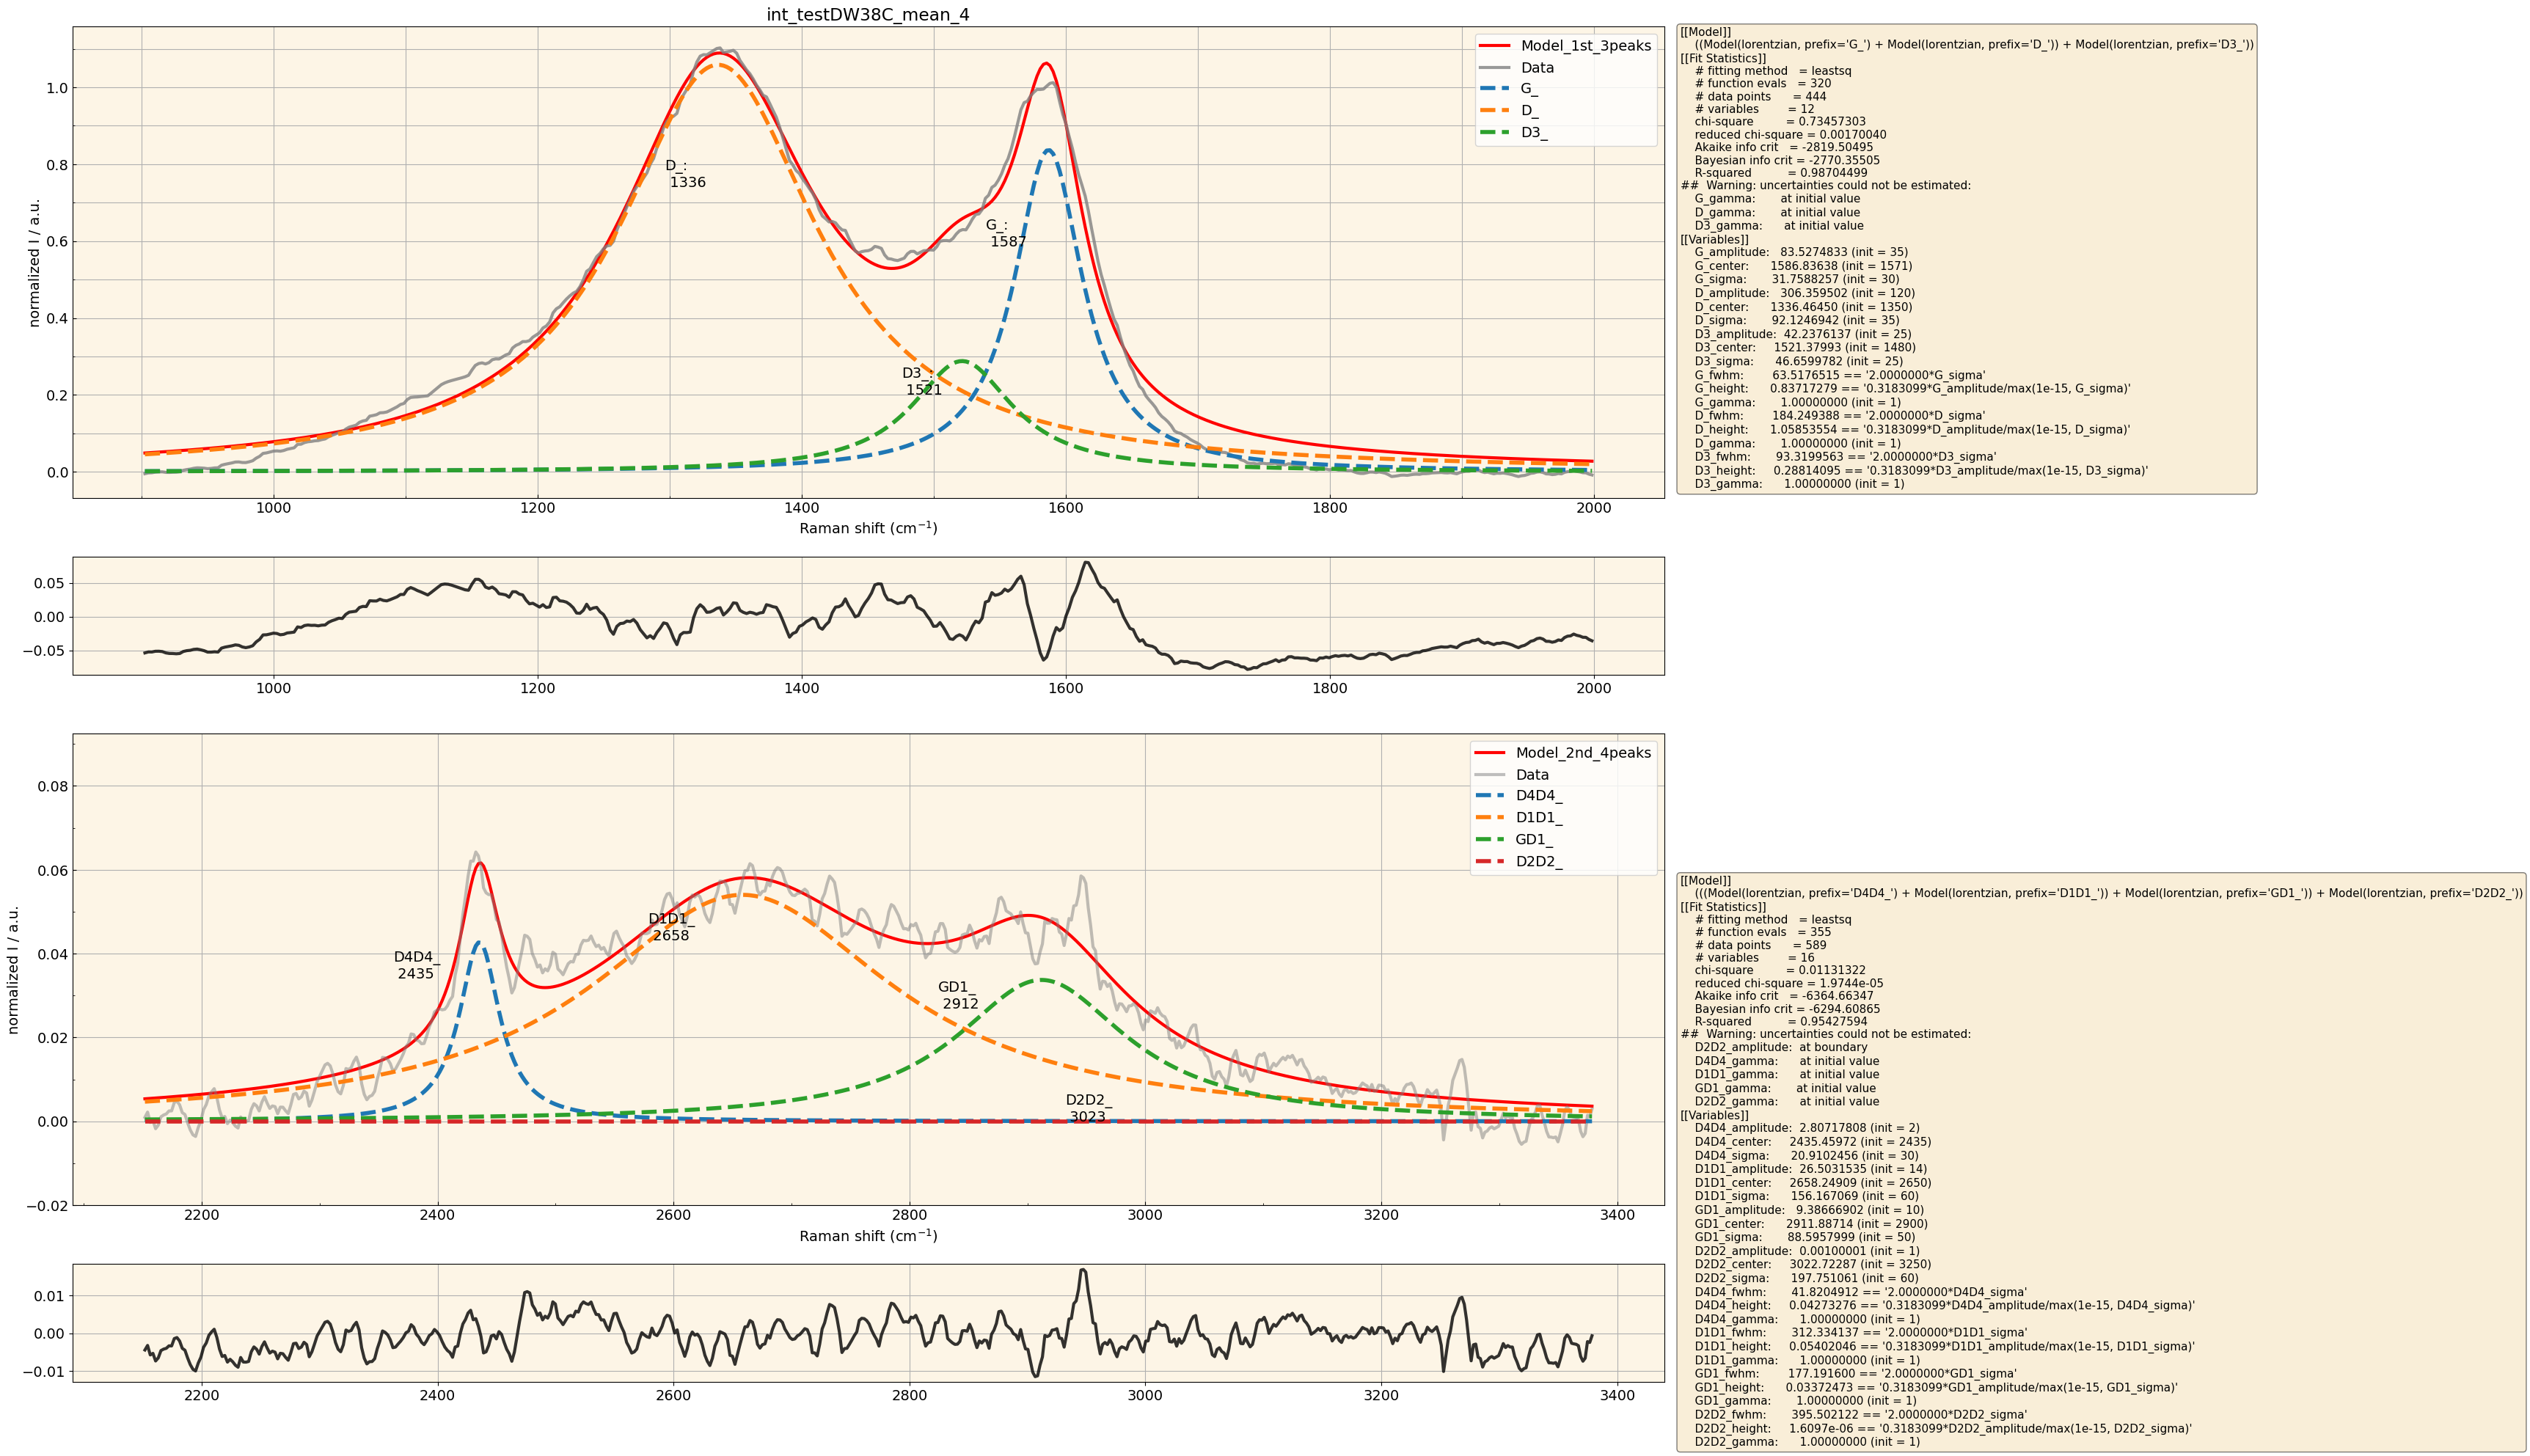 int_testDW38C_mean_4
normalized I / a.u.
1.0
0.8
0.6
0.4
0.2
0.0
Model_1st_3peaks
Data
G_
D_
D3_
D_:
1336
G_:
1587
D3_:
1521
1000 1200 1400 1600 1800 2000
Raman shift (cm⁻¹)
[[Model]]
((Model(lorentzian, prefix='G_') + Model(lorentzian, prefix='D_')) + Model(lorentzian, prefix='D3_'))
[[Fit Statistics]]
# fitting method = leastsq
# function evals = 320
# data points = 444
# variables = 12
chi-square = 0.73457303
reduced chi-square = 0.00170040
Akaike info crit = -2819.50495
Bayesian info crit = -2770.35505
R-squared = 0.98704499
## Warning: uncertainties could not be estimated:
G_gamma: at initial value
D_gamma: at initial value
D3_gamma: at initial value
[[Variables]]
G_amplitude: 83.5274833 (init = 35)
G_center: 1586.83638 (init = 1571)
G_sigma: 31.7588257 (init = 30)
D_amplitude: 306.359502 (init = 120)
D_center: 1336.46450 (init = 1350)
D_sigma: 92.1246942 (init = 35)
D3_amplitude: 42.2376137 (init = 25)
D3_center: 1521.37993 (init = 1480)
D3_sigma: 46.6599782 (init = 25)
G_fwhm: 63.5176515 == '2.0000000*G_sigma'
G_height: 0.83717279 == '0.3183099*G_amplitude/max(1e-15, G_sigma)'
G_gamma: 1.00000000 (init = 1)
D_fwhm: 184.249388 == '2.0000000*D_sigma'
D_height: 1.05853554 == '0.3183099*D_amplitude/max(1e-15, D_sigma)'
D_gamma: 1.00000000 (init = 1)
D3_fwhm: 93.3199563 == '2.0000000*D3_sigma'
D3_height: 0.28814095 == '0.3183099*D3_amplitude/max(1e-15, D3_sigma)'
D3_gamma: 1.00000000 (init = 1)
0.05
0.00
−0.05
1000 1200 1400 1600 1800 2000
normalized I / a.u.
0.08
0.06
0.04
0.02
0.00
−0.02
Model_2nd_4peaks
Data
D4D4_
D1D1_
GD1_
D2D2_
D4D4_
2435
D1D1_
2658
GD1_
2912
D2D2_
3023
2200 2400 2600 2800 3000 3200 3400
Raman shift (cm⁻¹)
0.01
0.00
−0.01
2200 2400 2600 2800 3000 3200 3400
[[Model]]
(((Model(lorentzian, prefix='D4D4_') + Model(lorentzian, prefix='D1D1_')) + Model(lorentzian, prefix='GD1_')) + Model(lorentzian, prefix='D2D2_'))
[[Fit Statistics]]
# fitting method = leastsq
# function evals = 355
# data points = 589
# variables = 16
chi-square = 0.01131322
reduced chi-square = 1.9744e-05
Akaike info crit = -6364.66347
Bayesian info crit = -6294.60865
R-squared = 0.95427594
## Warning: uncertainties could not be estimated:
D2D2_amplitude: at boundary
D4D4_gamma: at initial value
D1D1_gamma: at initial value
GD1_gamma: at initial value
D2D2_gamma: at initial value
[[Variables]]
D4D4_amplitude: 2.80717808 (init = 2)
D4D4_center: 2435.45972 (init = 2435)
D4D4_sigma: 20.9102456 (init = 30)
D1D1_amplitude: 26.5031535 (init = 14)
D1D1_center: 2658.24909 (init = 2650)
D1D1_sigma: 156.167069 (init = 60)
GD1_amplitude: 9.38666902 (init = 10)
GD1_center: 2911.88714 (init = 2900)
GD1_sigma: 88.5957999 (init = 50)
D2D2_amplitude: 0.00100001 (init = 1)
D2D2_center: 3022.72287 (init = 3250)
D2D2_sigma: 197.751061 (init = 60)
D4D4_fwhm: 41.8204912 == '2.0000000*D4D4_sigma'
D4D4_height: 0.04273276 == '0.3183099*D4D4_amplitude/max(1e-15, D4D4_sigma)'
D4D4_gamma: 1.00000000 (init = 1)
D1D1_fwhm: 312.334137 == '2.0000000*D1D1_sigma'
D1D1_height: 0.05402046 == '0.3183099*D1D1_amplitude/max(1e-15, D1D1_sigma)'
D1D1_gamma: 1.00000000 (init = 1)
GD1_fwhm: 177.191600 == '2.0000000*GD1_sigma'
GD1_height: 0.03372473 == '0.3183099*GD1_amplitude/max(1e-15, GD1_sigma)'
GD1_gamma: 1.00000000 (init = 1)
D2D2_fwhm: 395.502122 == '2.0000000*D2D2_sigma'
D2D2_height: 1.6097e-06 == '0.3183099*D2D2_amplitude/max(1e-15, D2D2_sigma)'
D2D2_gamma: 1.00000000 (init = 1)